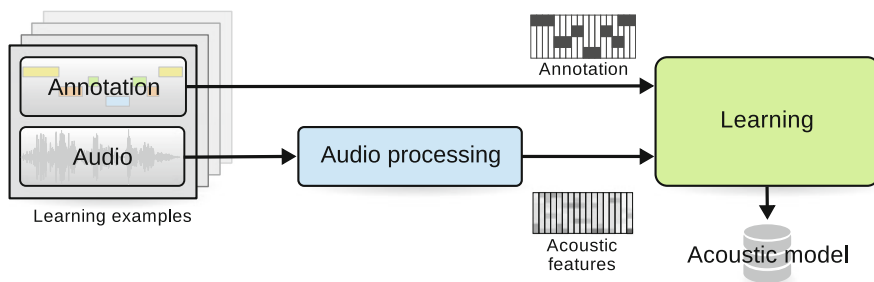 Annotation
Audio
Learning examples
Audio processing
Annotation
Acoustic
features
Learning
Acoustic model